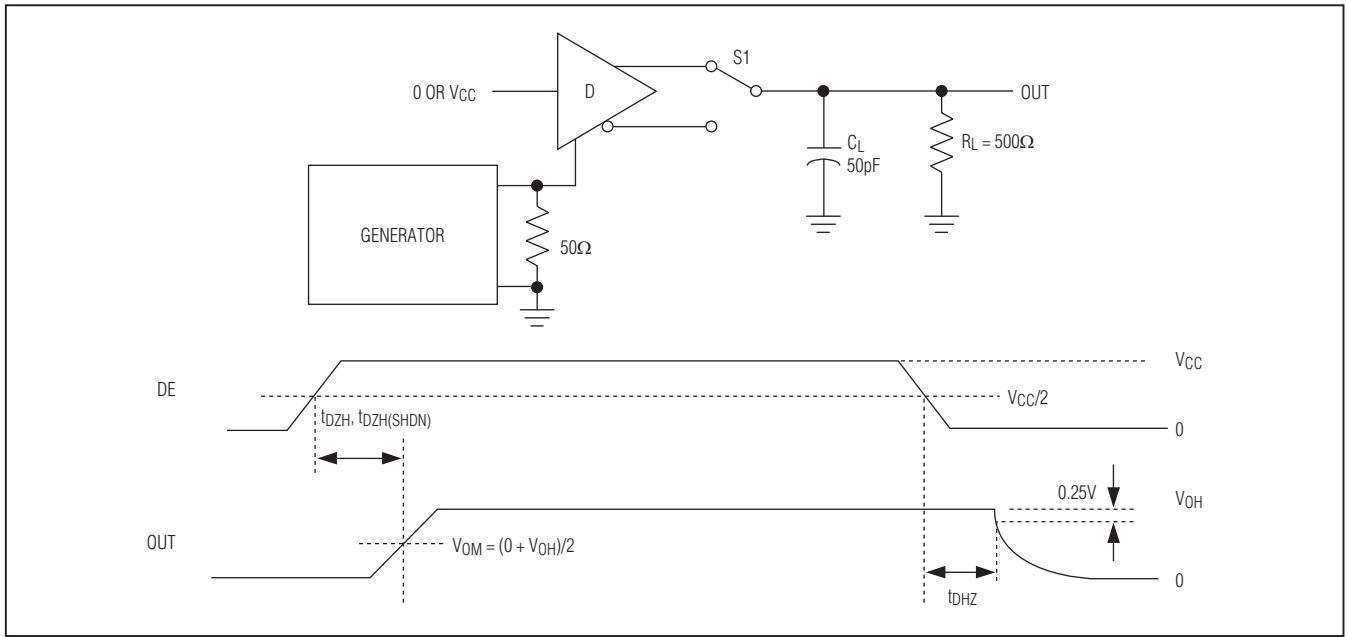 S1
0 OR VCC
D
OUT
CL
50pF
RL = 500Ω
GENERATOR
50Ω
VCC
DE
VCC/2
tDZH, tDZH(SHDN)
0
0.25V
VOH
OUT
VOM = (0 + VOH)/2
0
tDHZ